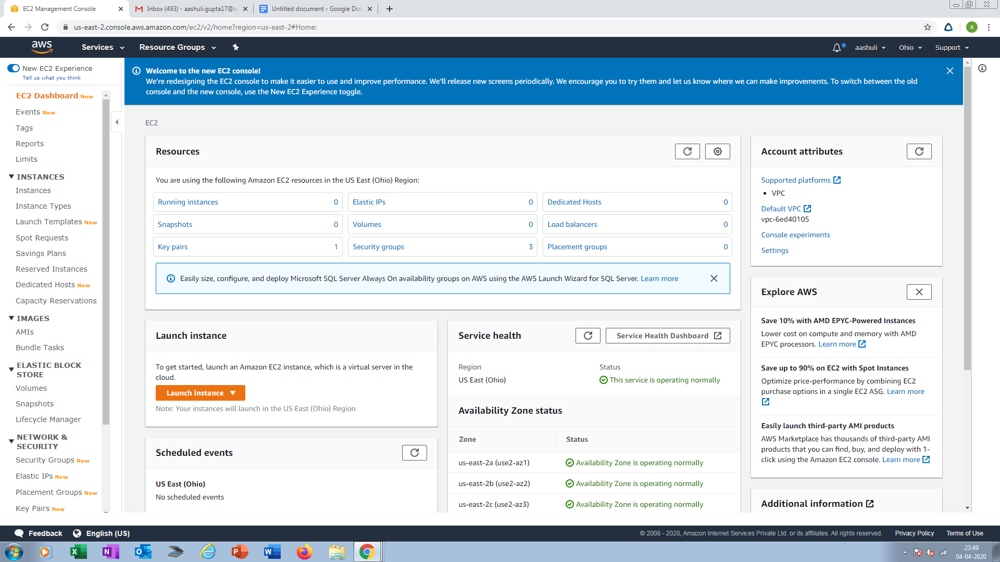 EC2 Management Console
Inbox (493) - aashuli.gupta17@si
Untitled document - Google Doc
us-east-2.console.aws.amazon.com/ec2/v2/home?region=us-east-2#Home:
a
aws
Services
Resource Groups
aashuli
Ohio
Support
New EC2 Experience
Tell us what you think
EC2 Dashboard New
Events New
Tags
Reports
Limits
INSTANCES
Instances
Instance Types
Launch Templates New
Spot Requests
Savings Plans
Reserved Instances
Dedicated Hosts New
Capacity Reservations
IMAGES
AMIs
Bundle Tasks
ELASTIC BLOCK
STORE
Volumes
Snapshots
Lifecycle Manager
NETWORK &
SECURITY
Security Groups New
Elastic IPs New
Placement Groups New
Key Pairs New
Welcome to the new EC2 console!
We're redesigning the EC2 console to make it easier to use and improve performance. We'll release new screens periodically. We encourage you to try them and let us know where we can make improvements. To switch between the old
console and the new console, use the New EC2 Experience toggle.
EC2
Resources
You are using the following Amazon EC2 resources in the US East (Ohio) Region:
Running instances 0
Elastic IPs 0
Dedicated Hosts 0
Snapshots 0
Volumes 0
Load balancers 0
Key pairs 1
Security groups 3
Placement groups 0
Easily size, configure, and deploy Microsoft SQL Server Always On availability groups on AWS using the AWS Launch Wizard for SQL Server. Learn more
Launch instance
To get started, launch an Amazon EC2 instance, which is a virtual server in the
cloud.
Launch instance
Note: Your instances will launch in the US East (Ohio) Region
Scheduled events
US East (Ohio)
No scheduled events
Service health
Service Health Dashboard
Region
Status
US East (Ohio)
This service is operating normally
Availability Zone status
Zone
Status
us-east-2a (use2-az1)
Availability Zone is operating normally
us-east-2b (use2-az2)
Availability Zone is operating normally
us-east-2c (use2-az3)
Availability Zone is operating normally
Account attributes
Supported platforms
VPC
Default VPC
vpc-6ed40105
Console experiments
Settings
Explore AWS
Save 10% with AMD EPYC-Powered Instances
Lower cost on compute and memory with AMD
EPYC processors. Learn more
Save up to 90% on EC2 with Spot Instances
Optimize price-performance by combining EC2
purchase options in a single EC2 ASG. Learn more
Easily launch third-party AMI products
AWS Marketplace has thousands of third-party AMI
products that you can find, buy, and deploy with 1-
click using the Amazon EC2 console. Learn more
Additional information
Feedback
English (US)
© 2008 - 2020, Amazon Internet Services Private Ltd. or its affiliates. All rights reserved.
Privacy Policy
Terms of Use
23:49
04-04-2020